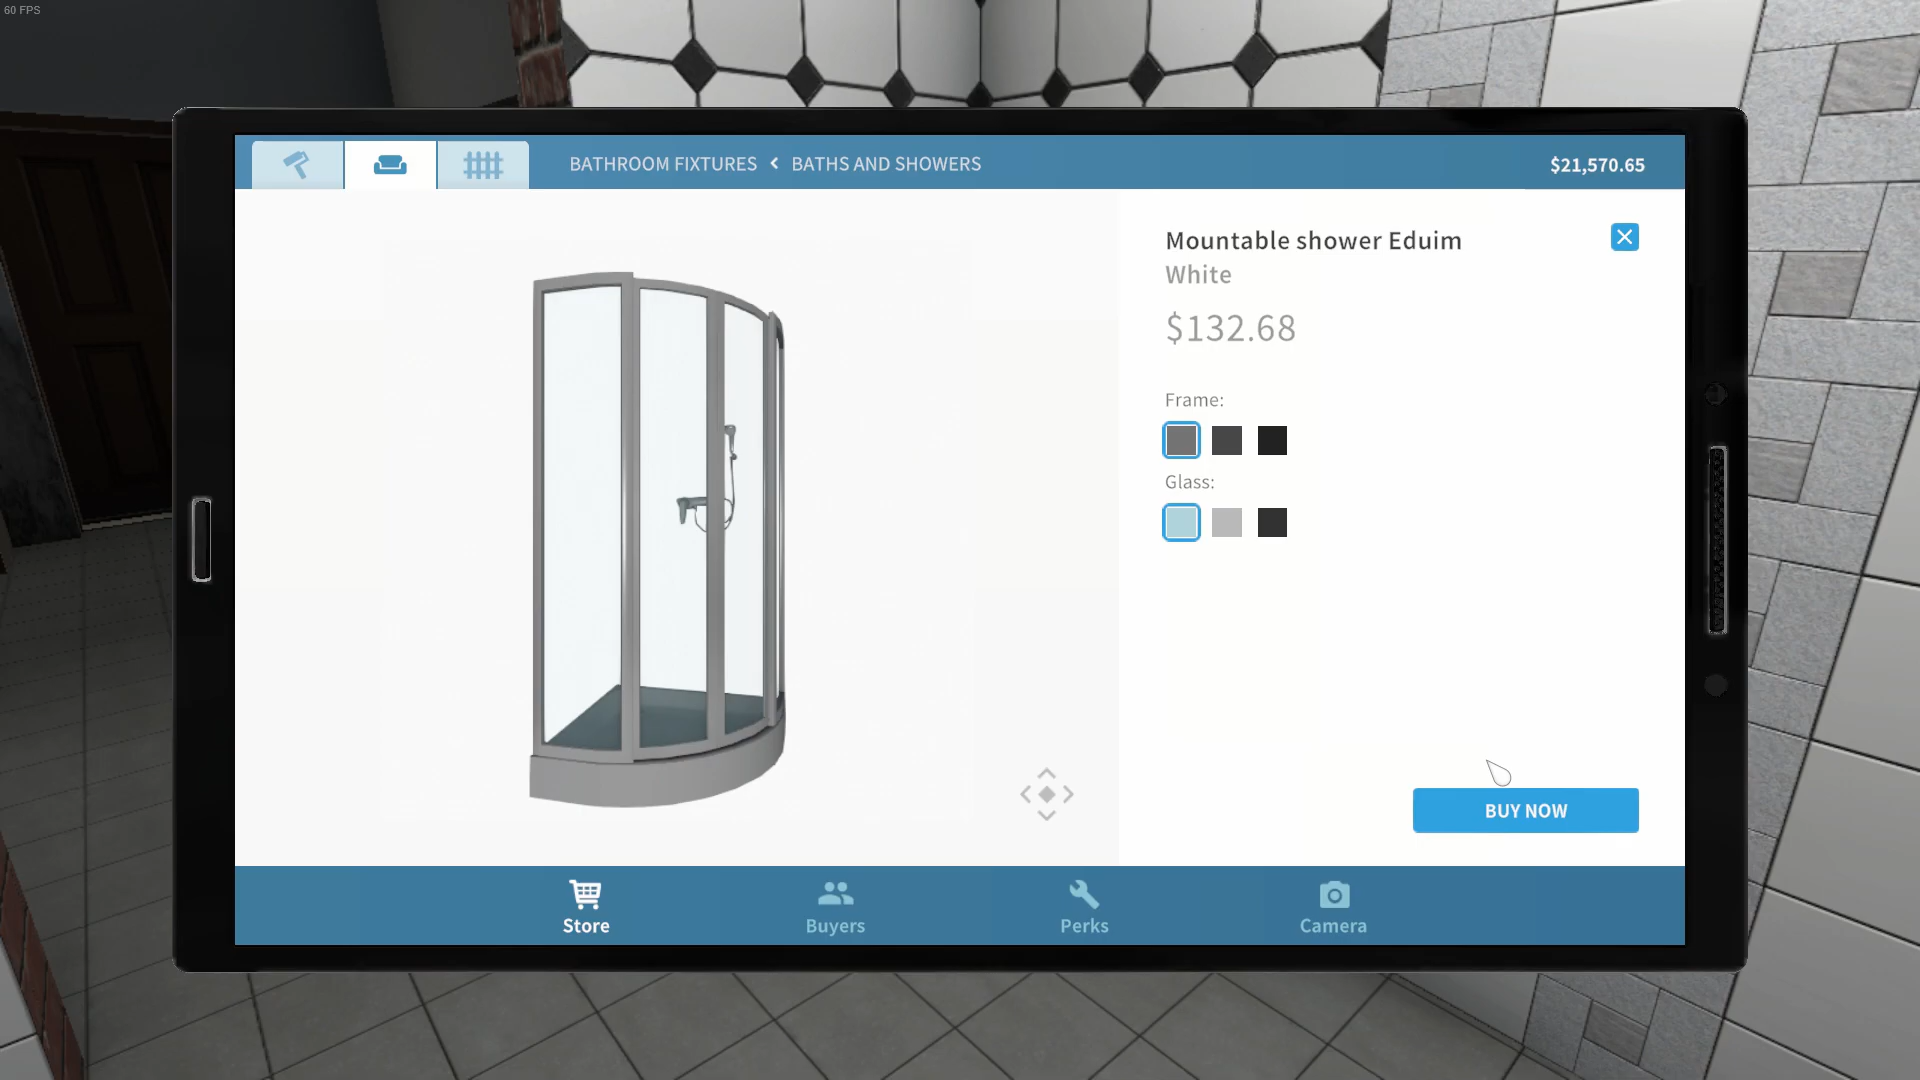 60 FPS
BATHROOM FIXTURES < BATHS AND SHOWERS
$21,570.65
Mountable shower Eduim
White
$132.68
Frame:
Glass:
BUY NOW
Store
Buyers
Perks
Camera